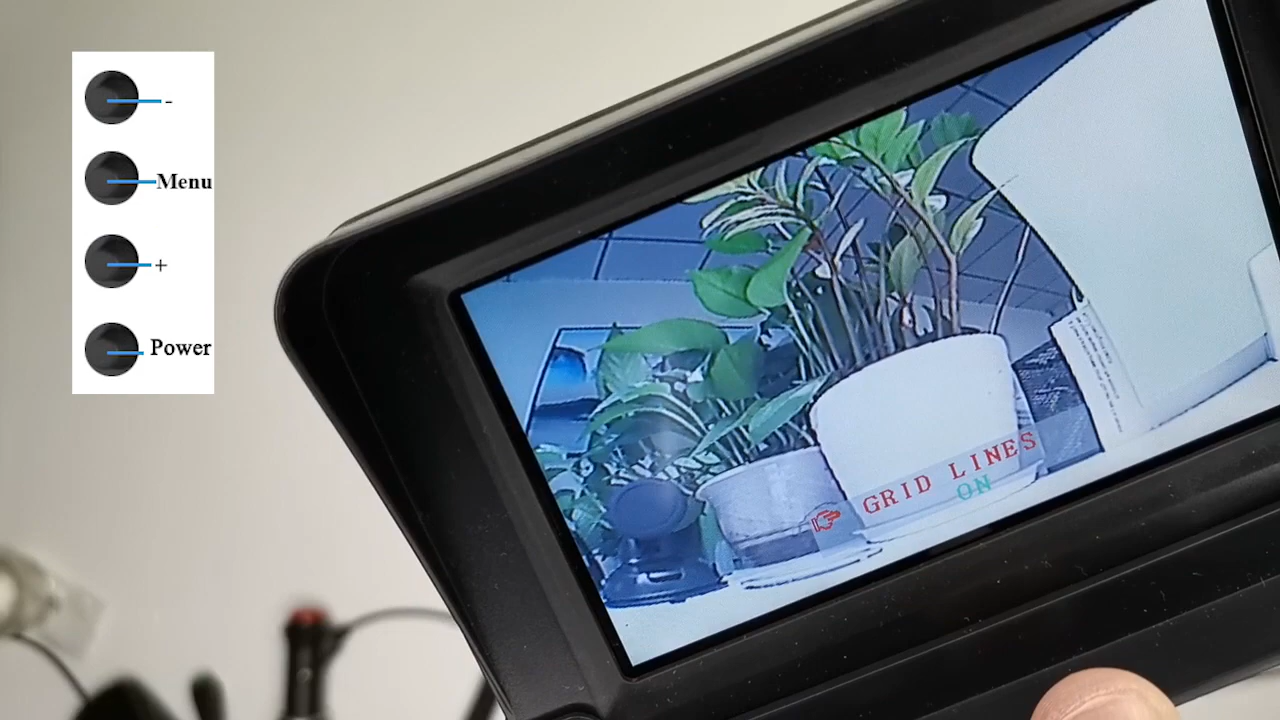 -
Menu
+
Power
GRID LINES
ON